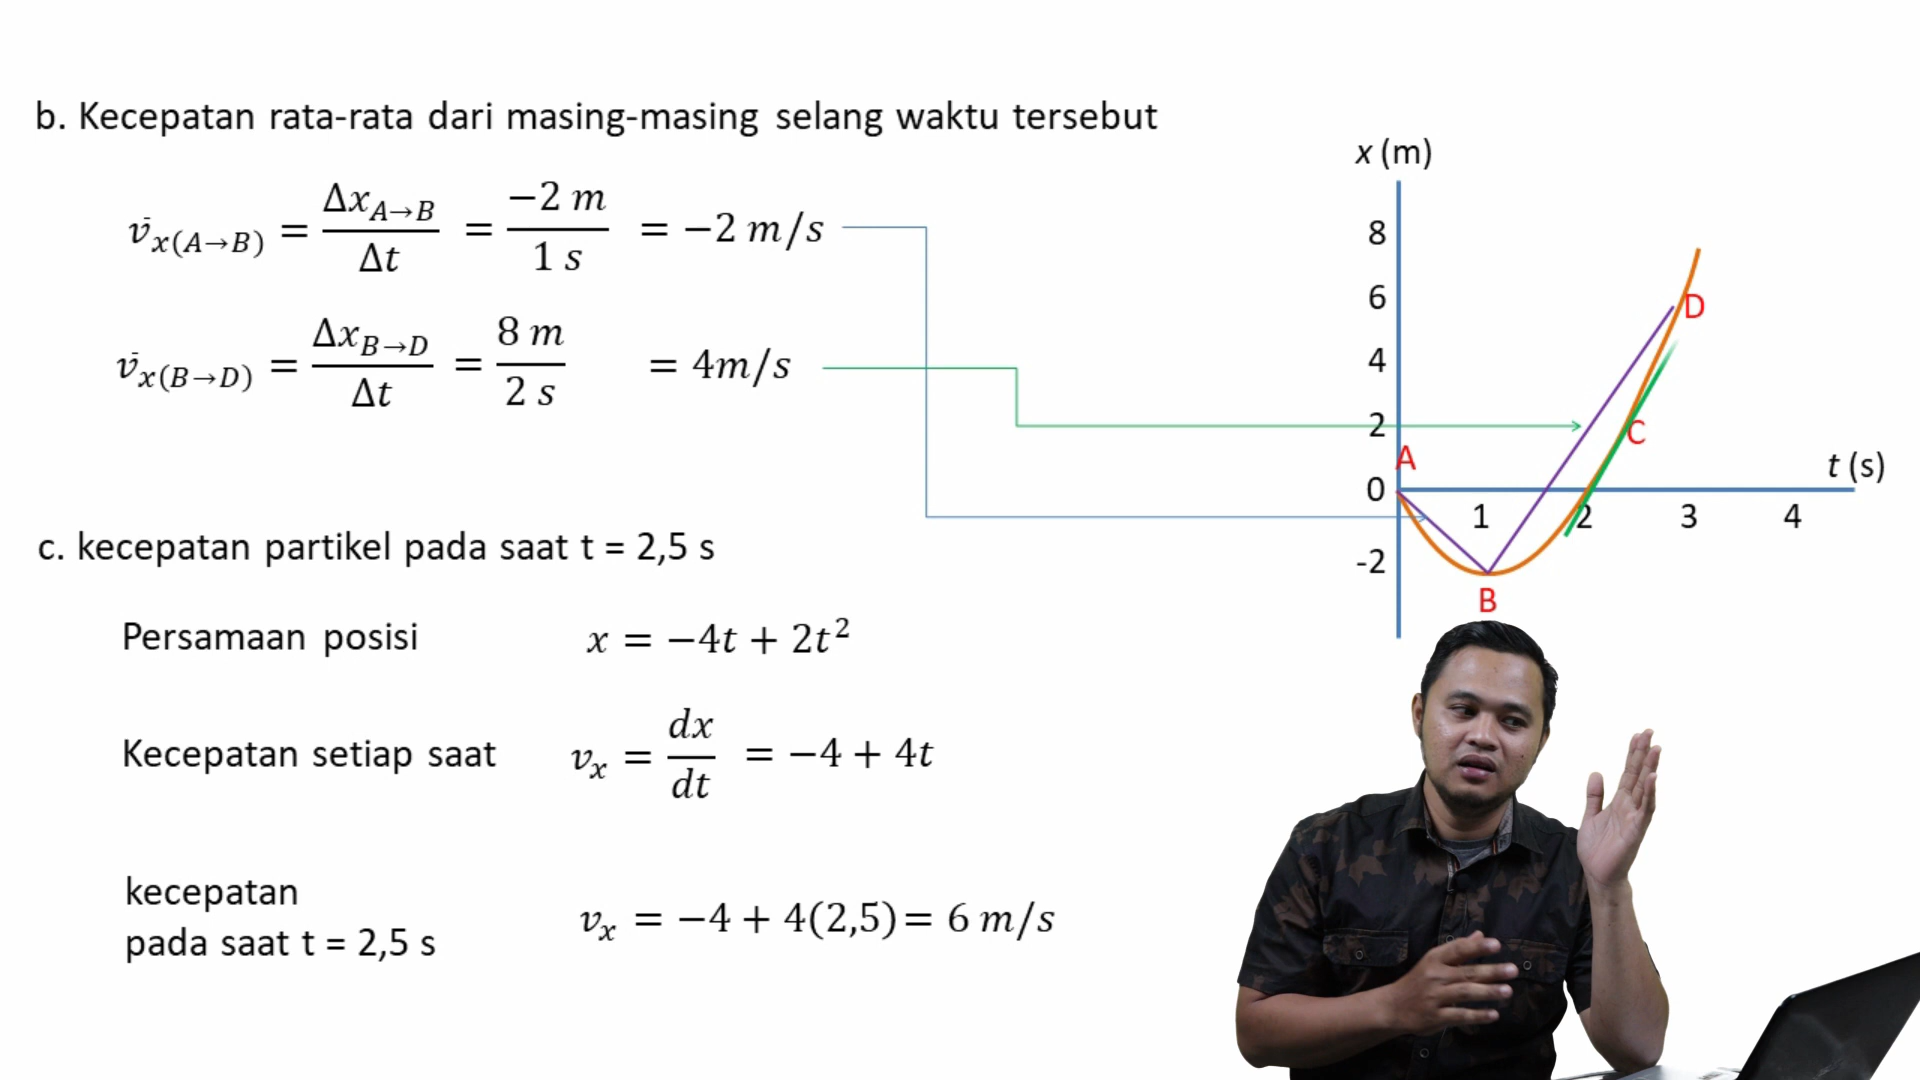 b. Kecepatan rata-rata dari masing-masing selang waktu tersebut
v̄ₓ₍A→B₎ = Δx_A→B / Δt = −2 m / 1 s = −2 m/s
v̄ₓ₍B→D₎ = Δx_B→D / Δt = 8 m / 2 s = 4m/s
c. kecepatan partikel pada saat t = 2,5 s
Persamaan posisi x = −4t + 2t²
Kecepatan setiap saat vₓ = dx / dt = −4 + 4t
kecepatan
pada saat t = 2,5 s vₓ = −4 + 4(2,5)= 6 m/s
x (m)
8
6
4
2
0
-2
A
B
C
D
1 2 3 4
t (s)